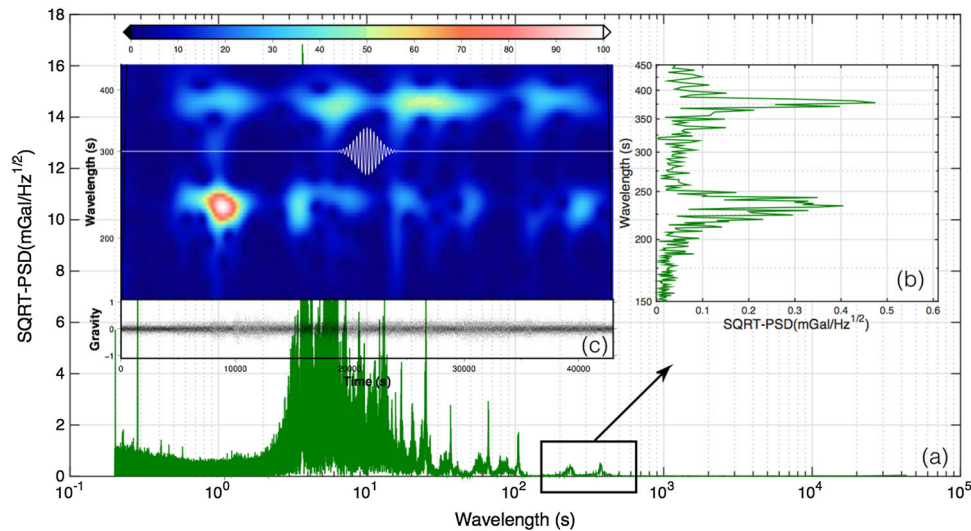 0 10 20 30 40 50 60 70 80 90 100
18
16
14
12
10
8
6
4
2
0
SQRT-PSD(mGal/Hz^1/2)
400
300
200
Wavelength (s)
1
0
−1
Gravity
0 10000 20000 30000 40000
Time (s)
(c)
450
400
350
300
250
200
150
Wavelength (s)
(b)
0 0.1 0.2 0.3 0.4 0.5 0.6
SQRT-PSD(mGal/Hz^1/2)
(a)
10^-1 10^0 10^1 10^2 10^3 10^4 10^5
Wavelength (s)